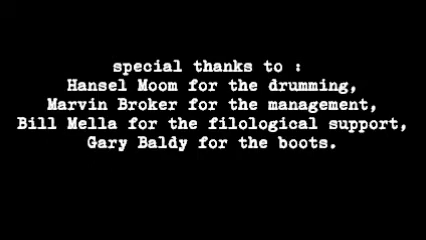 special thanks to :
Hansel Moom for the drumming,
Marvin Broker for the management,
Bill Mella for the filological support,
Gary Baldy for the boots.